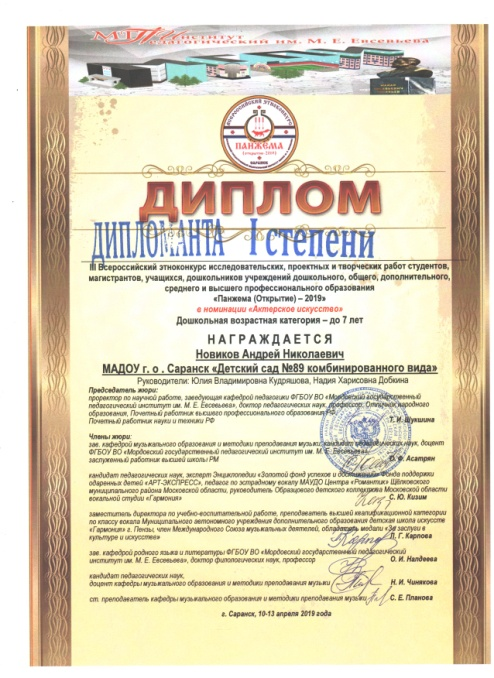 Институт
Педагогический им. М. Е. Евсевьева
ВСЕРОССИЙСКИЙ ЭТНОКОНКУРС
ПАНЖЕМА
(Открытие) 2019
САРАНСК
ДИПЛОМ
ДИПЛОМАНТА I степени
III Всероссийский этноконкурс исследовательских, проектных и творческих работ студентов,
магистрантов, учащихся, дошкольников учреждений дошкольного, общего, дополнительного,
среднего и высшего профессионального образования
«Панжема (Открытие) – 2019»
в номинации «Актерское искусство»
Дошкольная возрастная категория – до 7 лет
НАГРАЖДАЕТСЯ
Новиков Андрей Николаевич
МАДОУ г. о . Саранск «Детский сад №89 комбинированного вида»
Руководители: Юлия Владимировна Кудряшова, Надия Харисовна Добкина
Председатель жюри:
проректор по научной работе, заведующая кафедрой педагогики ФГБОУ ВО «Мордовский государственный
педагогический институт им. М. Е. Евсевьева», доктор педагогических наук, профессор, Отличник народного
образования, Почетный работник высшего профессионального образования РФ,
Почетный работник науки и техники РФ Т. И. Шукшина
Члены жюри:
зав. кафедрой музыкального образования и методики преподавания музыки, кандидат педагогических наук, доцент
ФГБОУ ВО «Мордовский государственный педагогический институт им. М. Е. Евсевьева»,
заслуженный работник высшей школы РМ О. Ф. Асатрян
кандидат педагогических наук, эксперт Энциклопедии «Золотой фонд успехов и достижений» Фонда поддержки
одаренных детей «АРТ-ЭКСПРЕСС», педагог по эстрадному вокалу МАУДО Центра «Романтик» Щёлковского
муниципального района Московской области, руководитель Образцового детского коллектива Московской области
вокальной студии «Гармония» С. Ю. Кизим
заместитель директора по учебно-воспитательной работе, преподаватель высшей квалификационной категории
по классу вокала Муниципального автономного учреждения дополнительного образования детская школа искусств
«Гармония» г. Пензы, член Международного Союза музыкальных деятелей, обладатель медали «За заслуги в
культуре и искусстве» Л. Г. Карпова
зав. кафедрой родного языка и литературы ФГБОУ ВО «Мордовский государственный педагогический
институт им. М. Е. Евсевьева», доктор филологических наук, профессор О. И. Налдеева
кандидат педагогических наук,
доцент кафедры музыкального образования и методики преподавания музыки Н. И. Чинякова
ст. преподаватель кафедры музыкального образования и методики преподавания музыки С. Е. Планова
г. Саранск, 10-13 апреля 2019 года